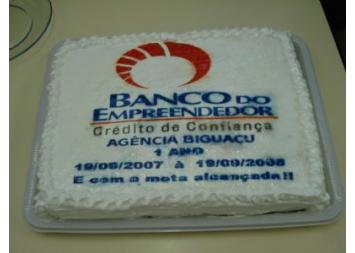 BANCO DO
EMPREENDEDOR
Crédito de Confiança
AGÊNCIA BIGUAÇU
1 ANO
19/09/2007 à 19/09/2008
E com a meta alcançada!!